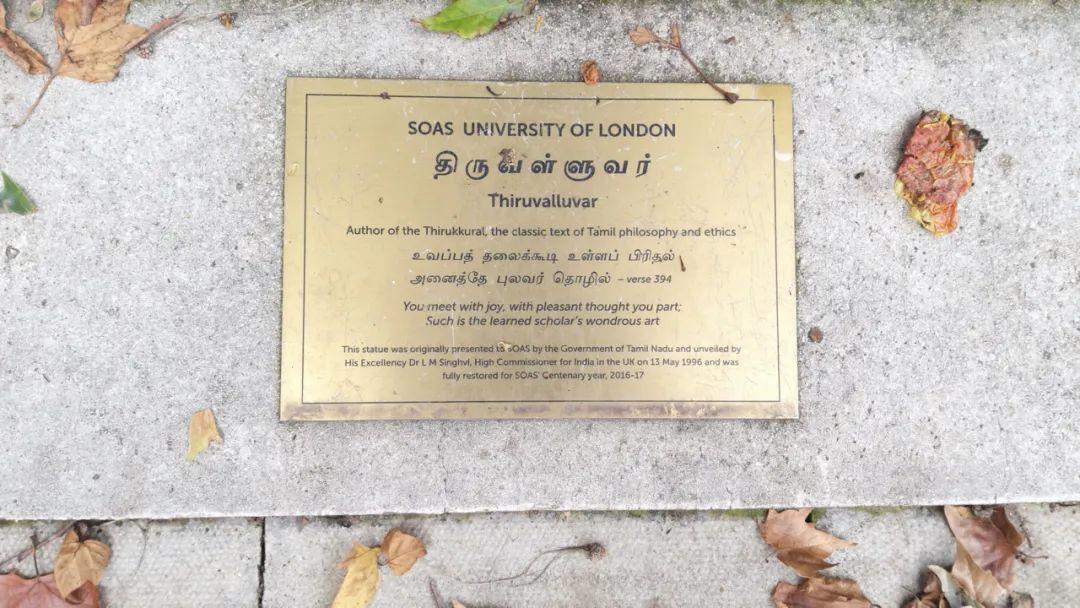 SOAS UNIVERSITY OF LONDON
திருவள்ளுவர்
Thiruvalluvar
Author of the Thirukkural, the classic text of Tamil philosophy and ethics
உவப்பத் தலைக்கூடி உள்ளப் பிரிதல்
அனைத்தே புலவர் தொழில் – verse 394
You meet with joy, with pleasant thought you part;
Such is the learned scholar's wondrous art
This statue was originally presented to SOAS by the Government of Tamil Nadu and unveiled by
His Excellency Dr L M Singhvi, High Commissioner for India in the UK on 13 May 1996 and was
fully restored for SOAS' Centenary year, 2016-17